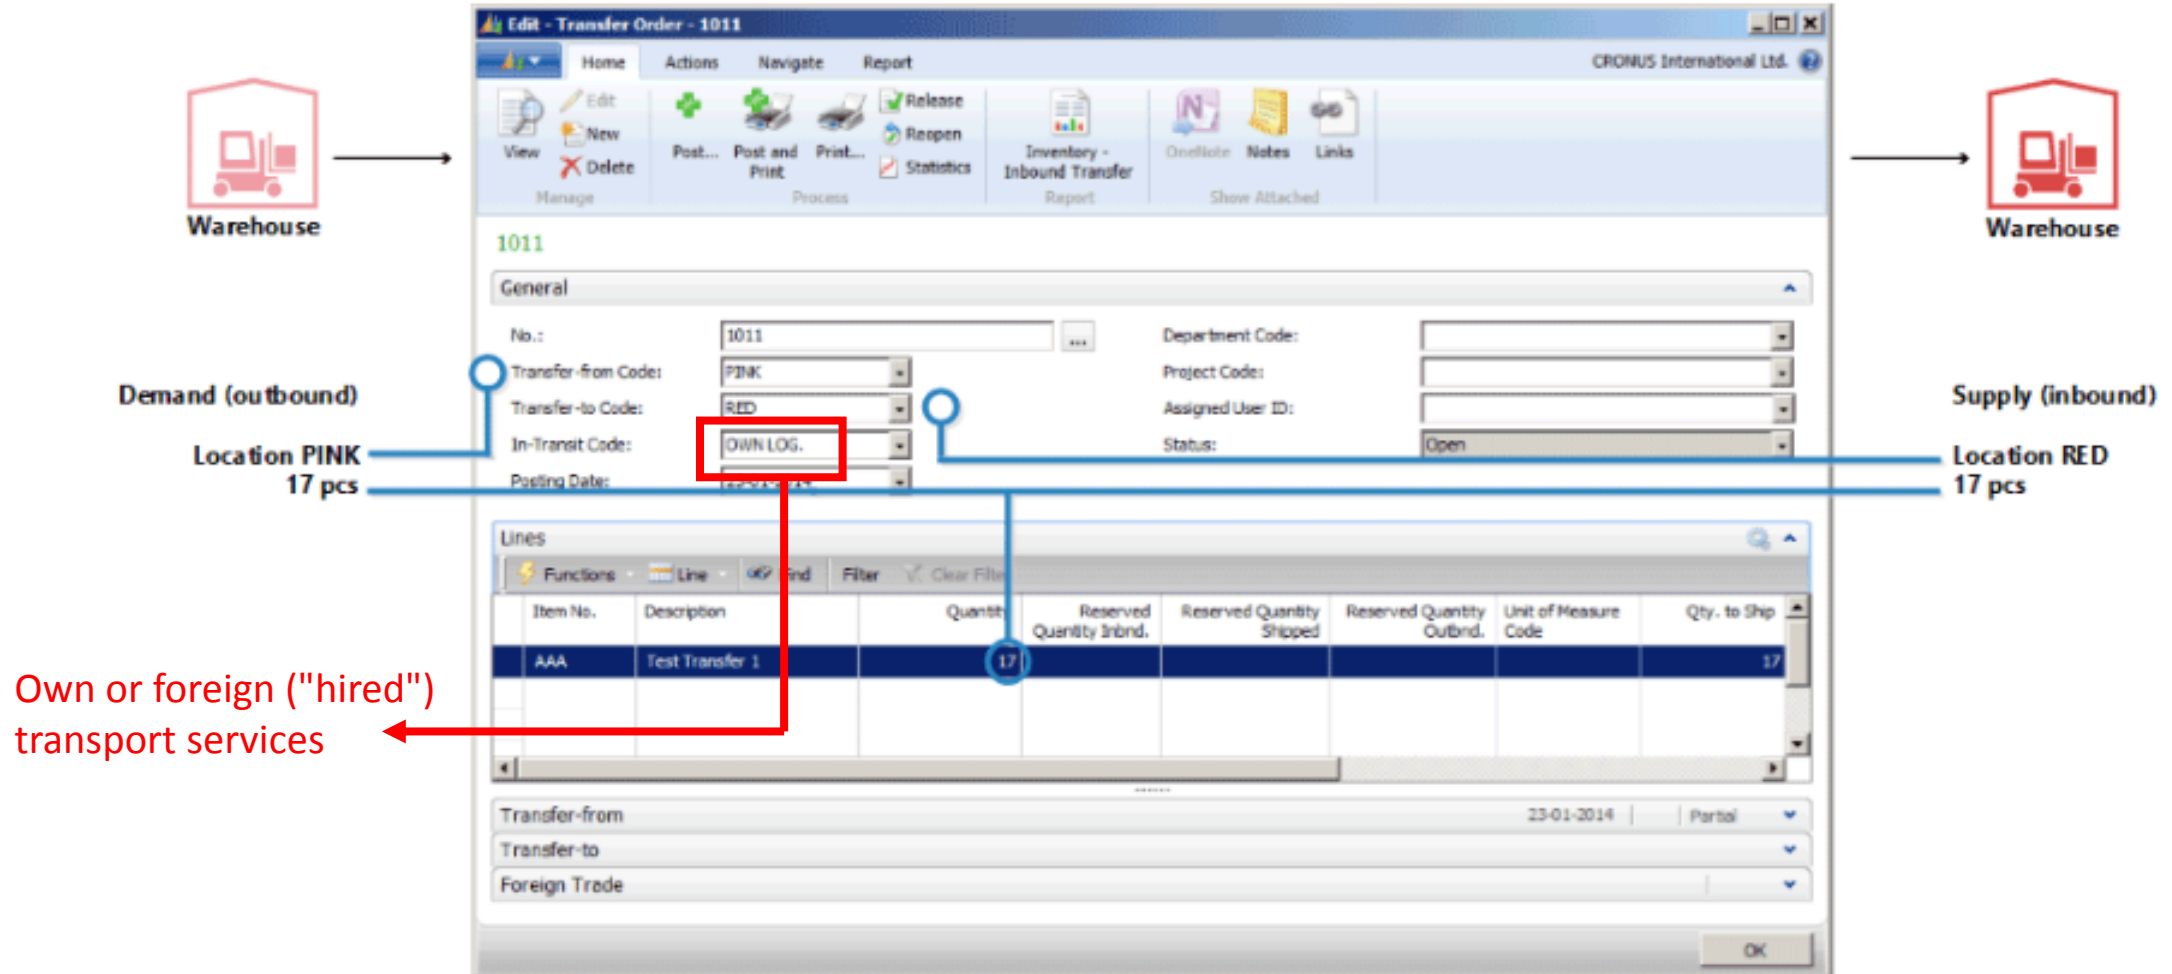 Edit - Transfer Order - 1011
Home Actions Navigate Report
CRONUS International Ltd.
View
Edit
New
Delete
Manage
Post...
Post and Print
Print...
Release
Reopen
Statistics
Process
Inventory - Inbound Transfer
Report
OneNote
Notes
Links
Show Attached
Warehouse
Warehouse
1011
General
No.: 1011 ...
Department Code:
Transfer-from Code: PINK
Project Code:
Transfer-to Code: RED
Assigned User ID:
In-Transit Code: OWN LOG.
Status: Open
Posting Date:
Demand (outbound)
Location PINK
17 pcs
Supply (inbound)
Location RED
17 pcs
Lines
Functions Line Find Filter Clear Filter
Item No. Description Quantity Reserved Quantity Inbnd. Reserved Quantity Shipped Reserved Quantity Outbnd. Unit of Measure Code Qty. to Ship
AAA Test Transfer 1 17 17
Own or foreign ("hired")
transport services
Transfer-from 23-01-2014 Partial
Transfer-to
Foreign Trade
OK